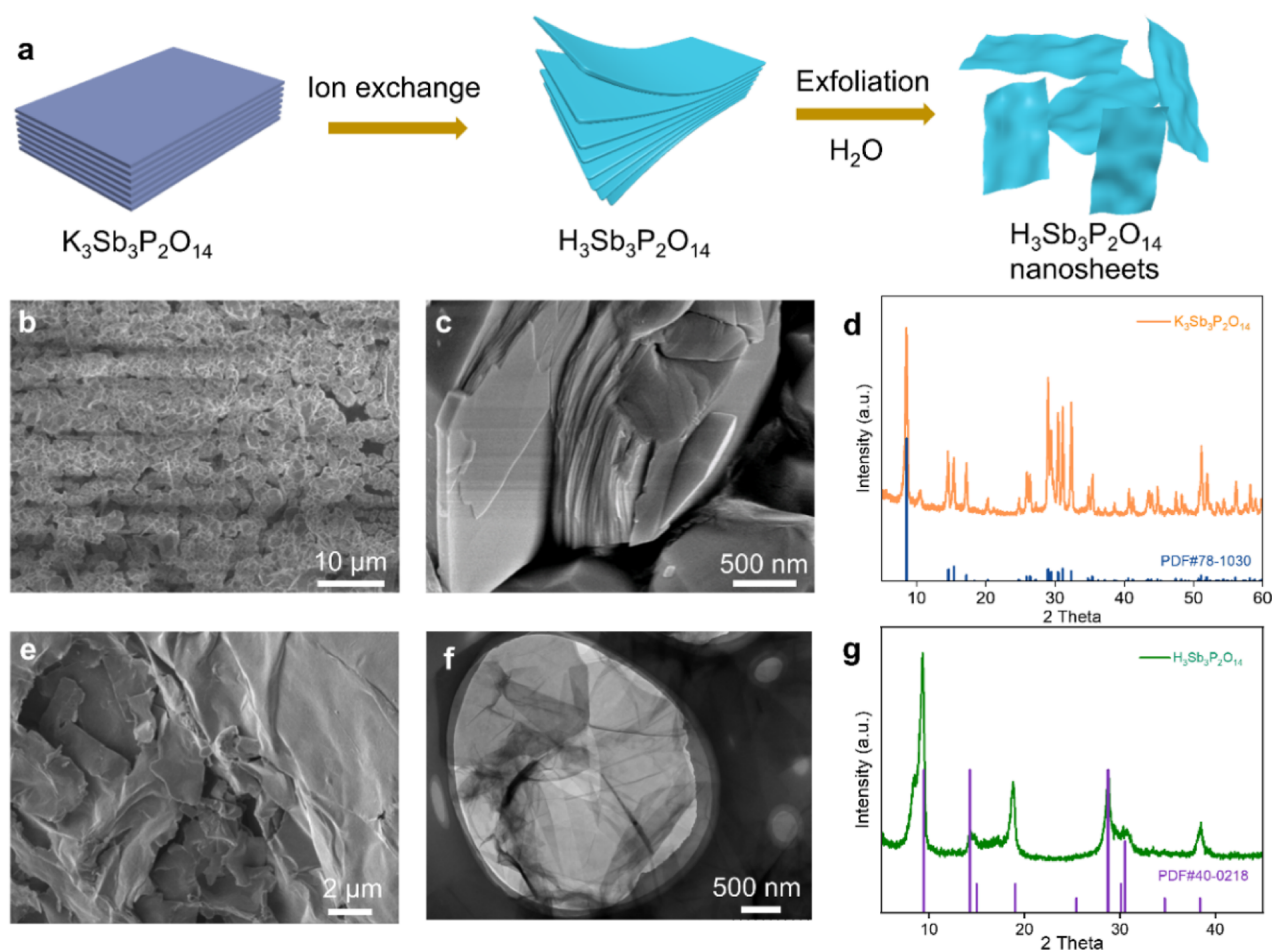 a
Ion exchange
Exfoliation
H₂O
K₃Sb₃P₂O₁₄
H₃Sb₃P₂O₁₄
H₃Sb₃P₂O₁₄
nanosheets
b
10 μm
c
500 nm
d
K₃Sb₃P₂O₁₄
Intensity (a.u.)
PDF#78-1030
10 20 30 40 50 60
2 Theta
e
2 μm
f
500 nm
g
H₃Sb₃P₂O₁₄
Intensity (a.u.)
PDF#40-0218
10 20 30 40
2 Theta